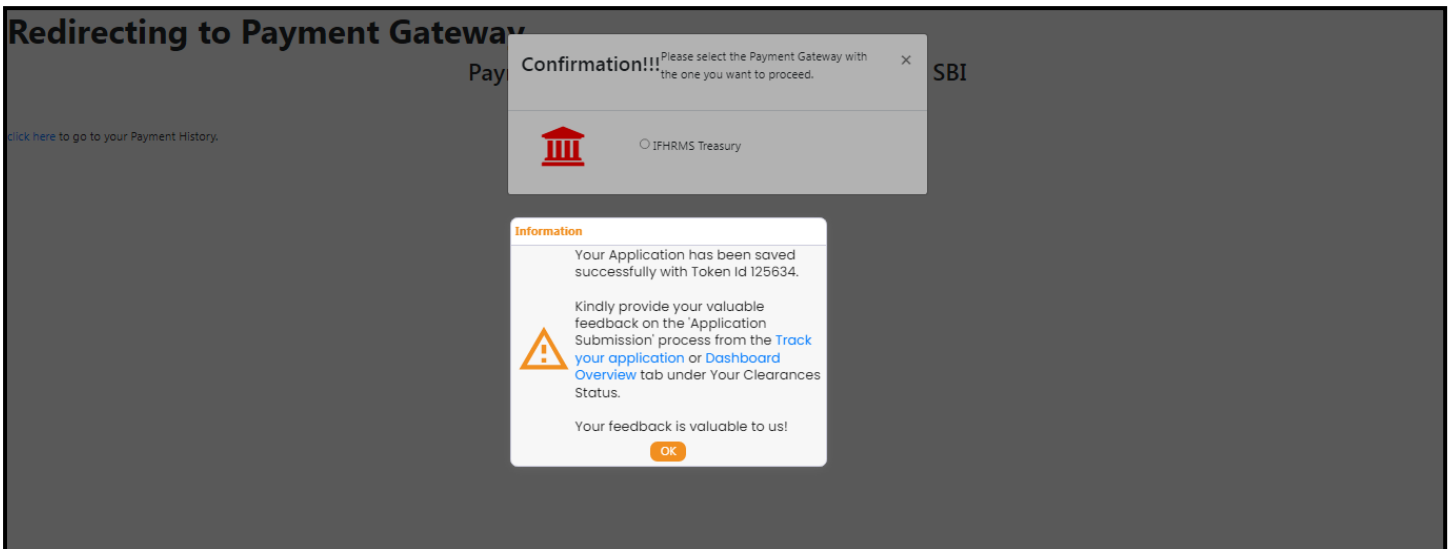 Redirecting to Payment Gateway
Confirmation!!!
Please select the Payment Gateway with
the one you want to proceed.
×
Pay
SBI
click here to go to your Payment History.
IFHRMS Treasury
Information
Your Application has been saved
successfully with Token Id 125634.
Kindly provide your valuable
feedback on the 'Application
Submission' process from the Track
your application or Dashboard
Overview tab under Your Clearances
Status.
Your feedback is valuable to us!
OK